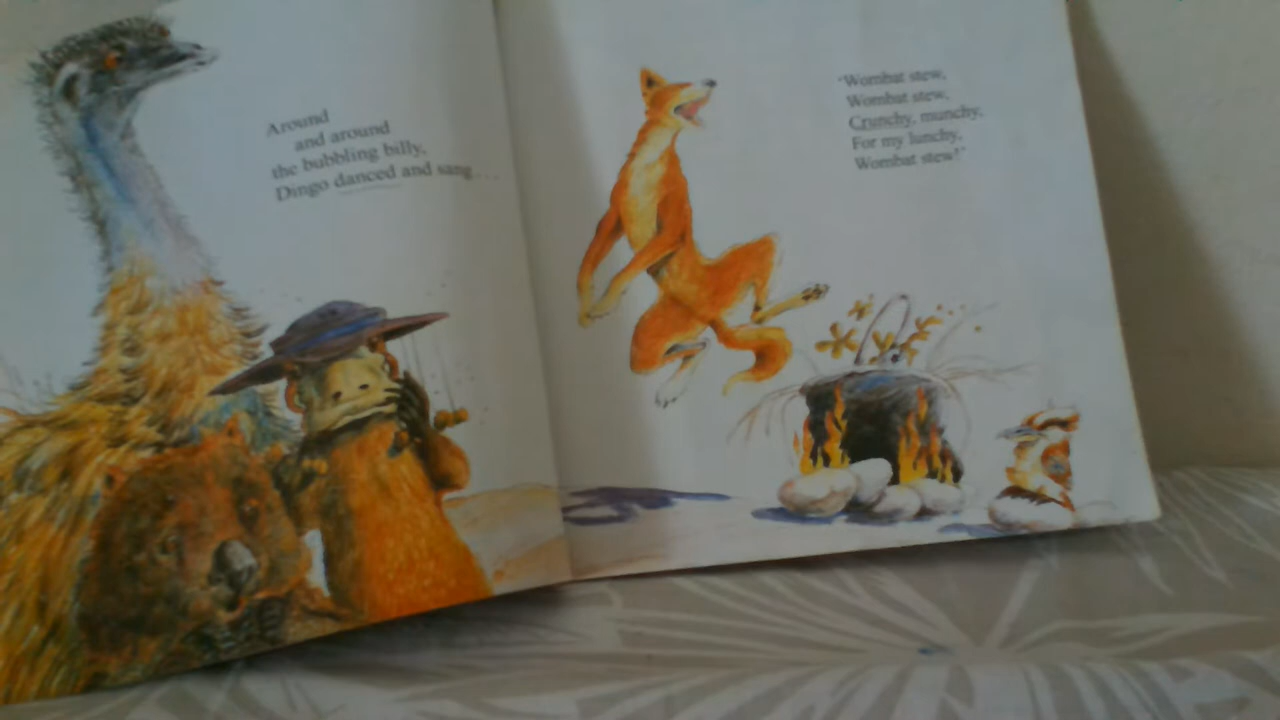 Around
and around
the bubbling billy,
Dingo danced and sang . . .
'Wombat stew,
Wombat stew,
Crunchy, munchy,
For my lunchy,
Wombat stew!'